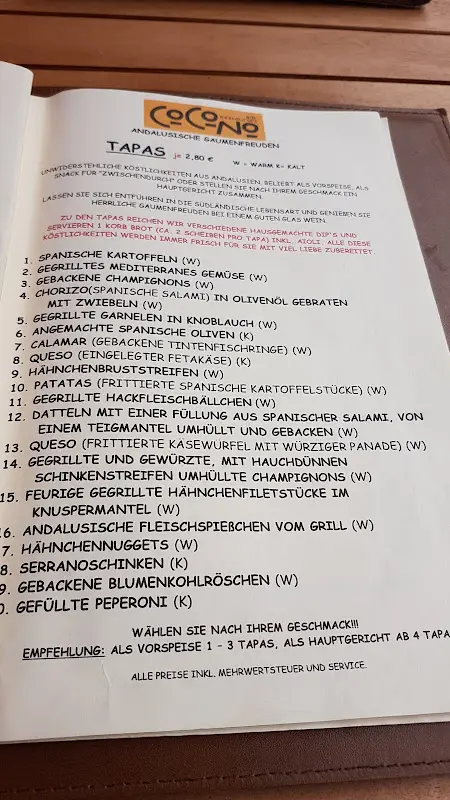 CoCoNo
ANDALUSISCHE GAUMENFREUDEN
TAPAS je 2,80 € W = WARM K= KALT
UNWIDERSTEHLICHE KÖSTLICHKEITEN AUS ANDALUSIEN, BELIEBT ALS VORSPEISE, ALS
SNACK FÜR "ZWISCHENDURCH" ODER STELLEN SIE NACH IHREM GESCHMACK EIN
HAUPTGERICHT ZUSAMMEN.
LASSEN SIE SICH ENTFÜHREN IN DIE SÜDLÄNDISCHE LEBENSART UND GENIEßEN SIE
HERRLICHE GAUMENFREUDEN BEI EINEM GUTEN GLAS WEIN.
ZU DEN TAPAS REICHEN WIR VERSCHIEDENE HAUSGEMACHTE DIP'S UND
SERVIEREN 1 KORB BROT (CA. 2 SCHEIBEN PRO TAPA) INKL. AIOLI. ALLE DIESE
KÖSTLICHKEITEN WERDEN IMMER FRISCH FÜR SIE MIT VIEL LIEBE ZUBEREITET.
1. SPANISCHE KARTOFFELN (W)
2. GEGRILLTES MEDITERRANES GEMÜSE (W)
3. GEBACKENE CHAMPIGNONS (W)
4. CHORIZO(SPANISCHE SALAMI) IN OLIVENÖL GEBRATEN
MIT ZWIEBELN (W)
5. GEGRILLTE GARNELEN IN KNOBLAUCH (W)
6. ANGEMACHTE SPANISCHE OLIVEN (K)
7. CALAMAR (GEBACKENE TINTENFISCHRINGE) (W)
8. QUESO (EINGELEGTER FETAKÄSE) (K)
9. HÄHNCHENBRUSTSTREIFEN (W)
10. PATATAS (FRITTIERTE SPANISCHE KARTOFFELSTÜCKE) (W)
11. GEGRILLTE HACKFLEISCHBÄLLCHEN (W)
12. DATTELN MIT EINER FÜLLUNG AUS SPANISCHER SALAMI, VON
EINEM TEIGMANTEL UMHÜLLT UND GEBACKEN (W)
13. QUESO (FRITTIERTE KÄSEWÜRFEL MIT WÜRZIGER PANADE) (W)
14. GEGRILLTE UND GEWÜRZTE, MIT HAUCHDÜNNEN
SCHINKENSTREIFEN UMHÜLLTE CHAMPIGNONS (W)
15. FEURIGE GEGRILLTE HÄHNCHENFILETSTÜCKE IM
KNUSPERMANTEL (W)
16. ANDALUSISCHE FLEISCHSPIEßCHEN VOM GRILL (W)
7. HÄHNCHENNUGGETS (W)
8. SERRANOSCHINKEN (K)
9. GEBACKENE BLUMENKOHLRÖSCHEN (W)
0. GEFÜLLTE PEPERONI (K)
WÄHLEN SIE NACH IHREM GESCHMACK!!!
EMPFEHLUNG: ALS VORSPEISE 1 - 3 TAPAS, ALS HAUPTGERICHT AB 4 TAPA
ALLE PREISE INKL. MEHRWERTSTEUER UND SERVICE.